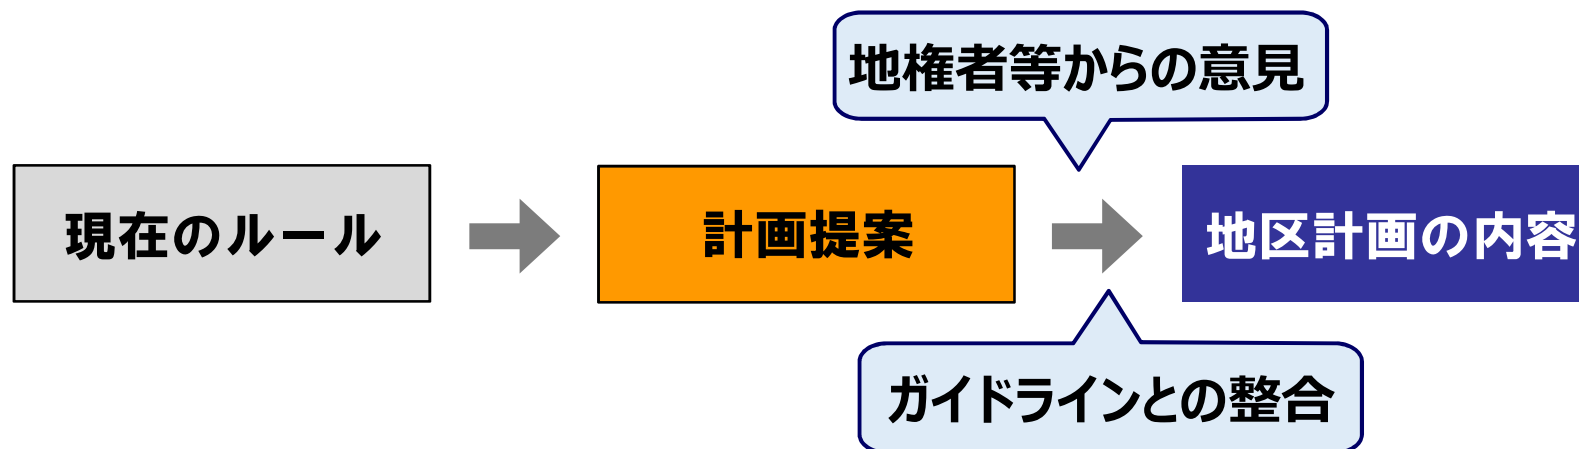 地権者等からの意見
現在のルール
計画提案
地区計画の内容
ガイドラインとの整合